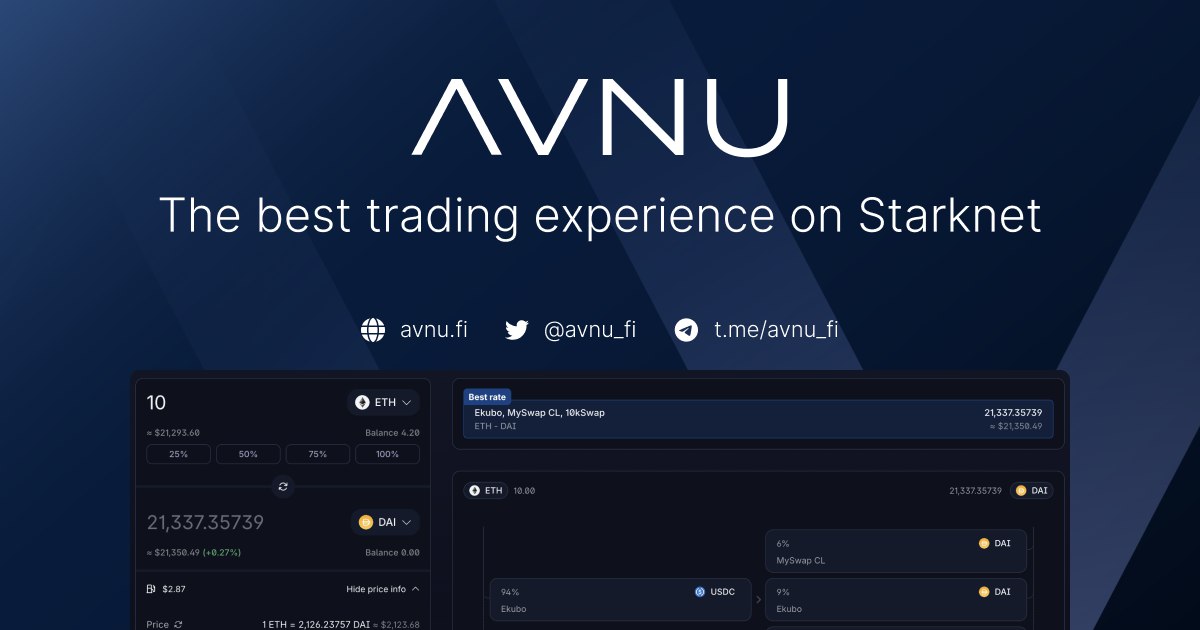 AVNU
The best trading experience on Starknet
avnu.fi @avnu_fi t.me/avnu_fi
10 ETH
≈ $21,293.60 Balance 4.20
25% 50% 75% 100%
21,337.35739 DAI
≈ $21,350.49 (+0.27%) Balance 0.00
$2.87 Hide price info
Price 1 ETH = 2,126.23757 DAI ≈ $2,123.68
Best rate
Ekubo, MySwap CL, 10kSwap 21,337.35739
ETH - DAI ≈ $21,350.49
ETH 10.00 21,337.35739 DAI
6% DAI
MySwap CL
94% USDC
Ekubo
9% DAI
Ekubo